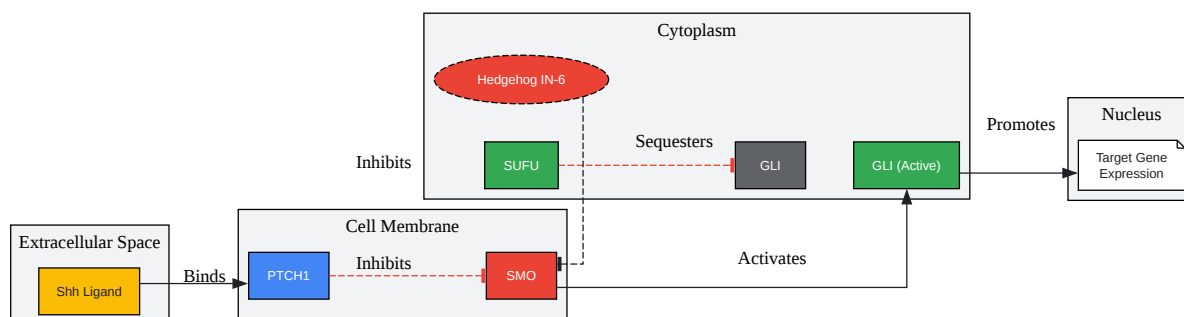 Cytoplasm
Hedgehog IN-6
Inhibits
SUFU
Sequesters
GLI
GLI (Active)
Promotes
Nucleus
Target Gene
Expression
Extracellular Space
Shh Ligand
Binds
Cell Membrane
PTCH1
Inhibits
SMO
Activates